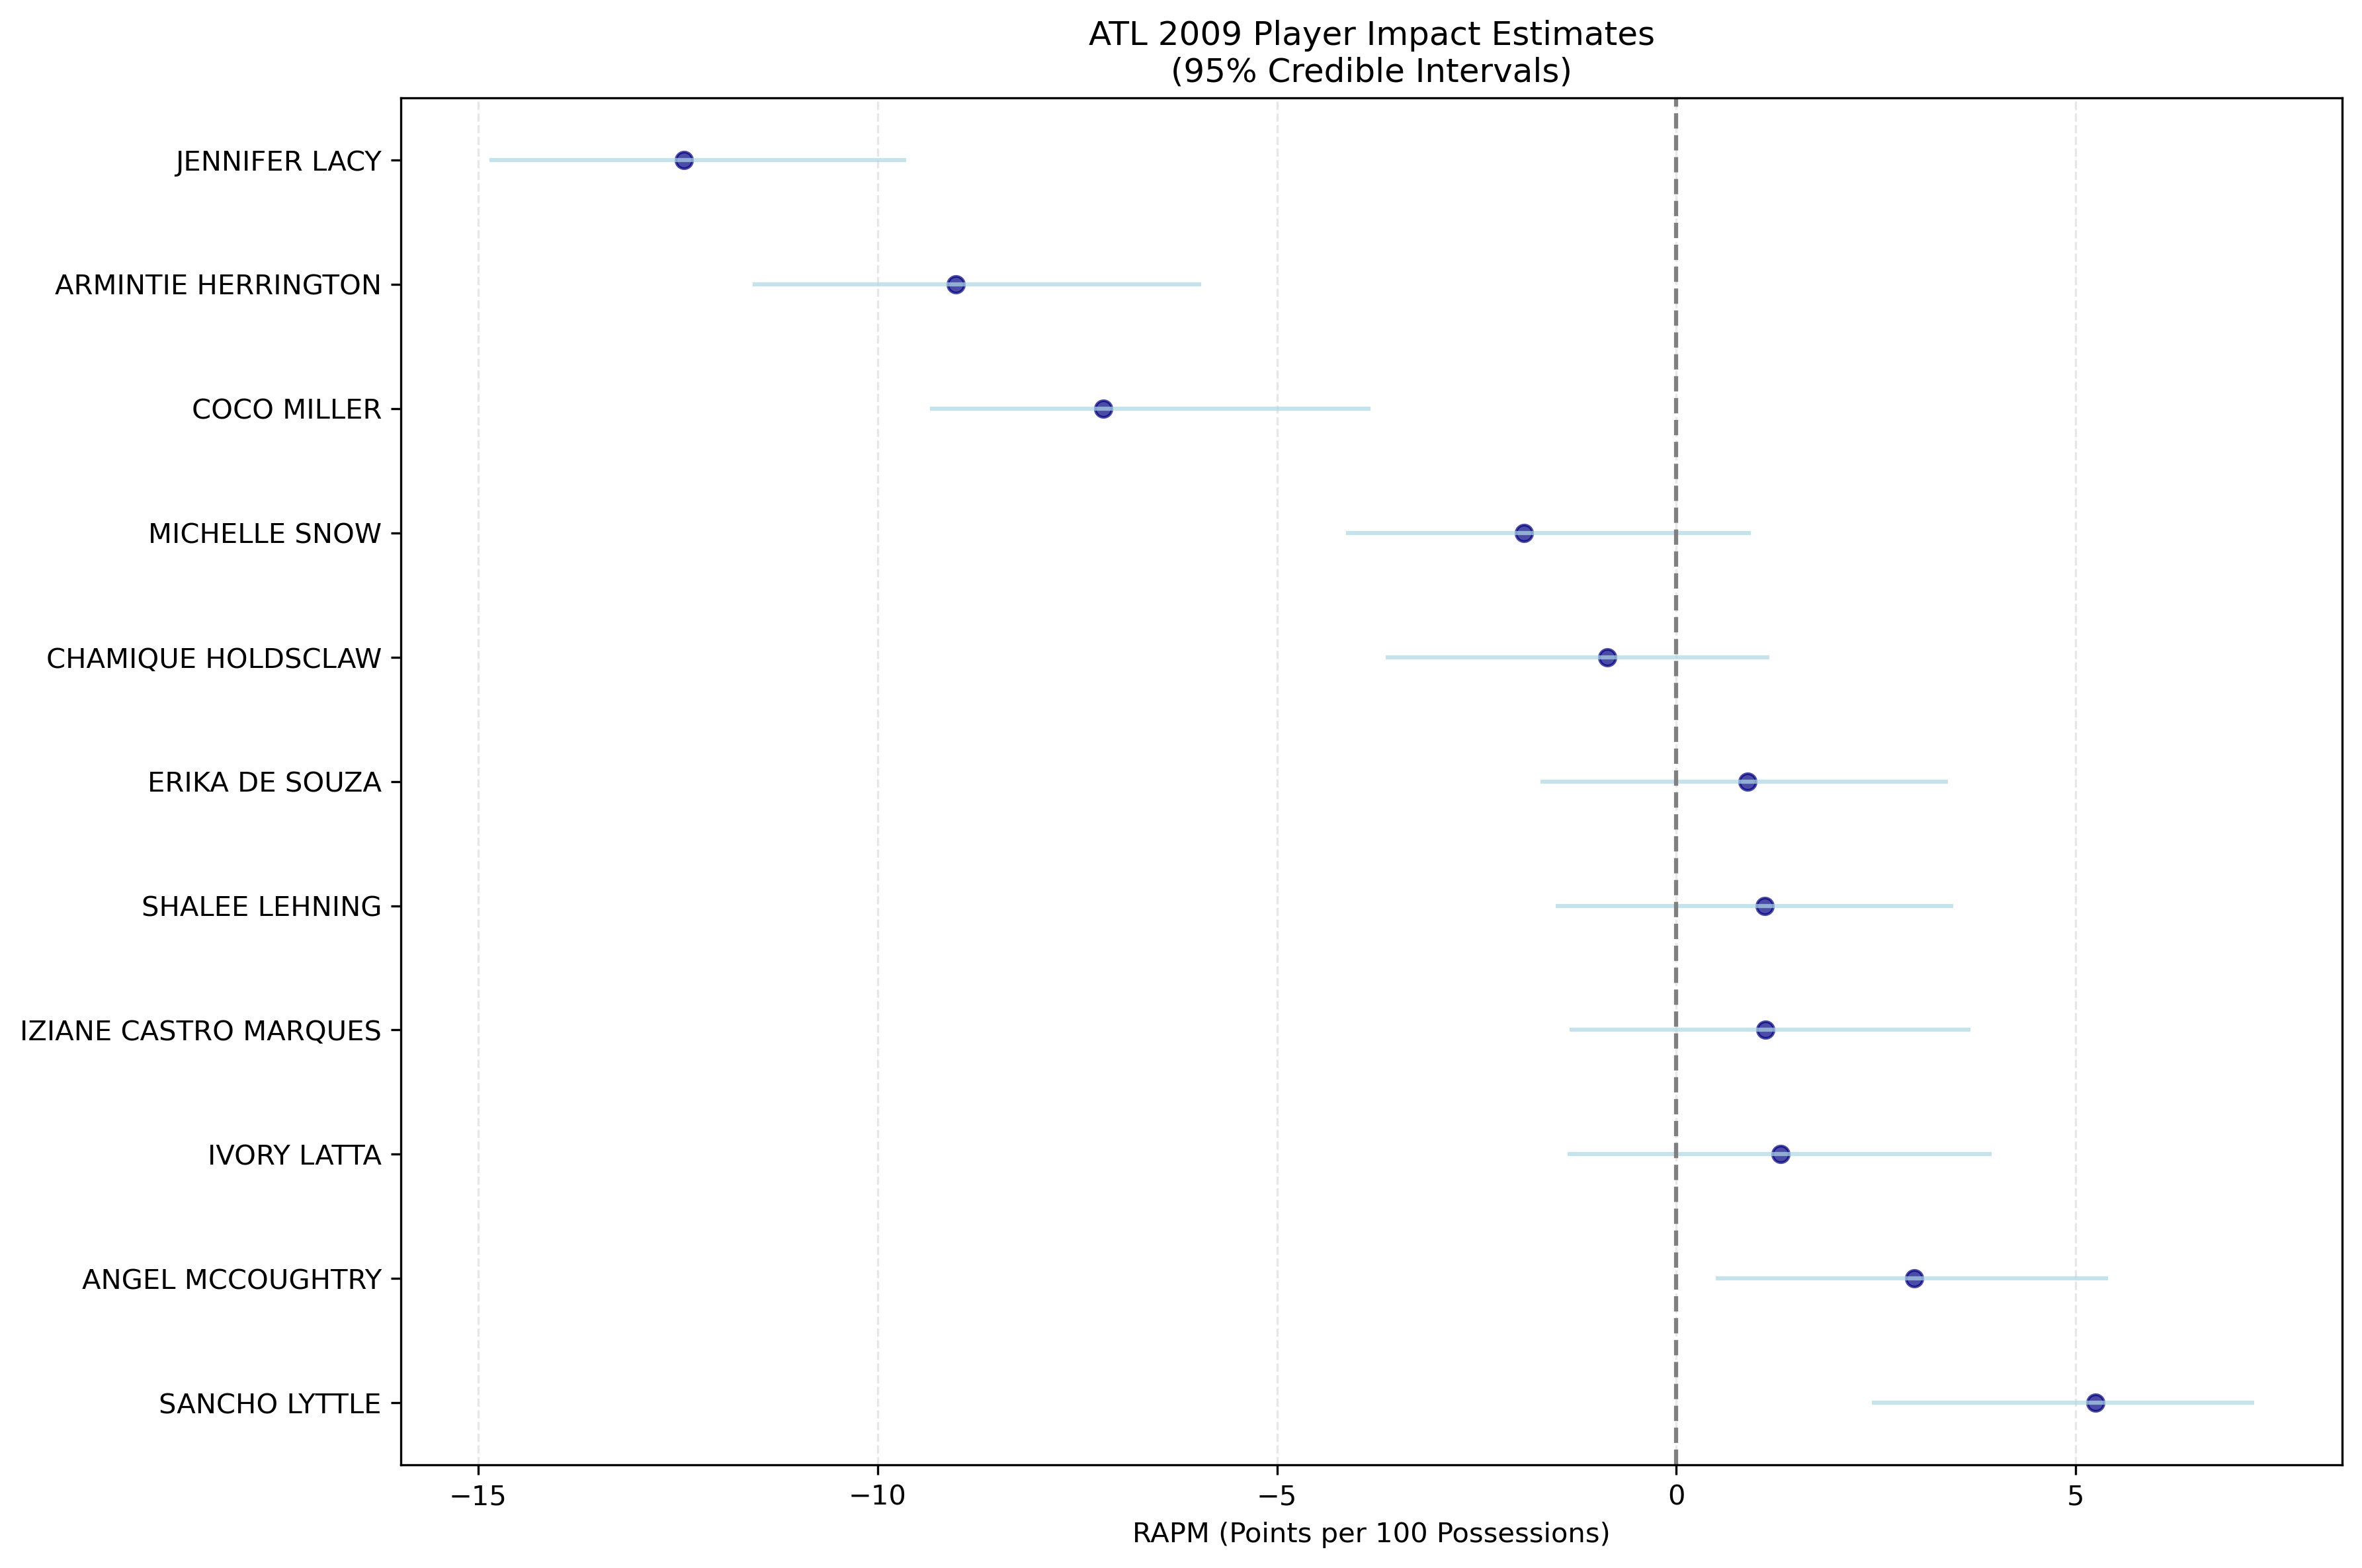 ATL 2009 Player Impact Estimates
(95% Credible Intervals)
JENNIFER LACY
ARMINTIE HERRINGTON
COCO MILLER
MICHELLE SNOW
CHAMIQUE HOLDSCLAW
ERIKA DE SOUZA
SHALEE LEHNING
IZIANE CASTRO MARQUES
IVORY LATTA
ANGEL MCCOUGHTRY
SANCHO LYTTLE
−15 −10 −5 0 5
RAPM (Points per 100 Possessions)